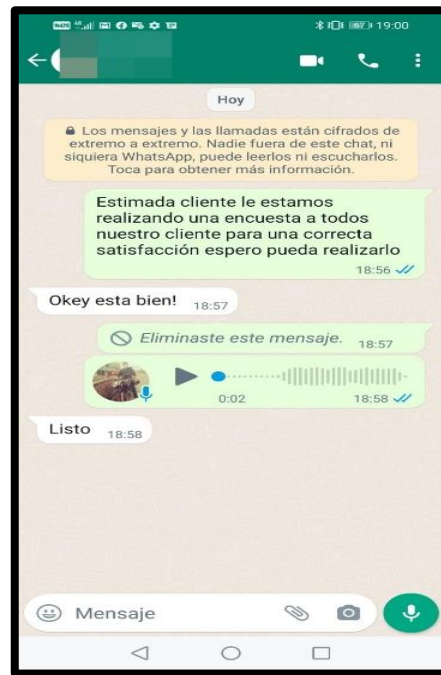 19:00
Hoy
Los mensajes y las llamadas están cifrados de
extremo a extremo. Nadie fuera de este chat, ni
siquiera WhatsApp, puede leerlos ni escucharlos.
Toca para obtener más información.
Estimada cliente le estamos
realizando una encuesta a todos
nuestro cliente para una correcta
satisfacción espero pueda realizarlo
18:56
Okey esta bien! 18:57
Eliminaste este mensaje. 18:57
0:02 18:58
Listo 18:58
Mensaje